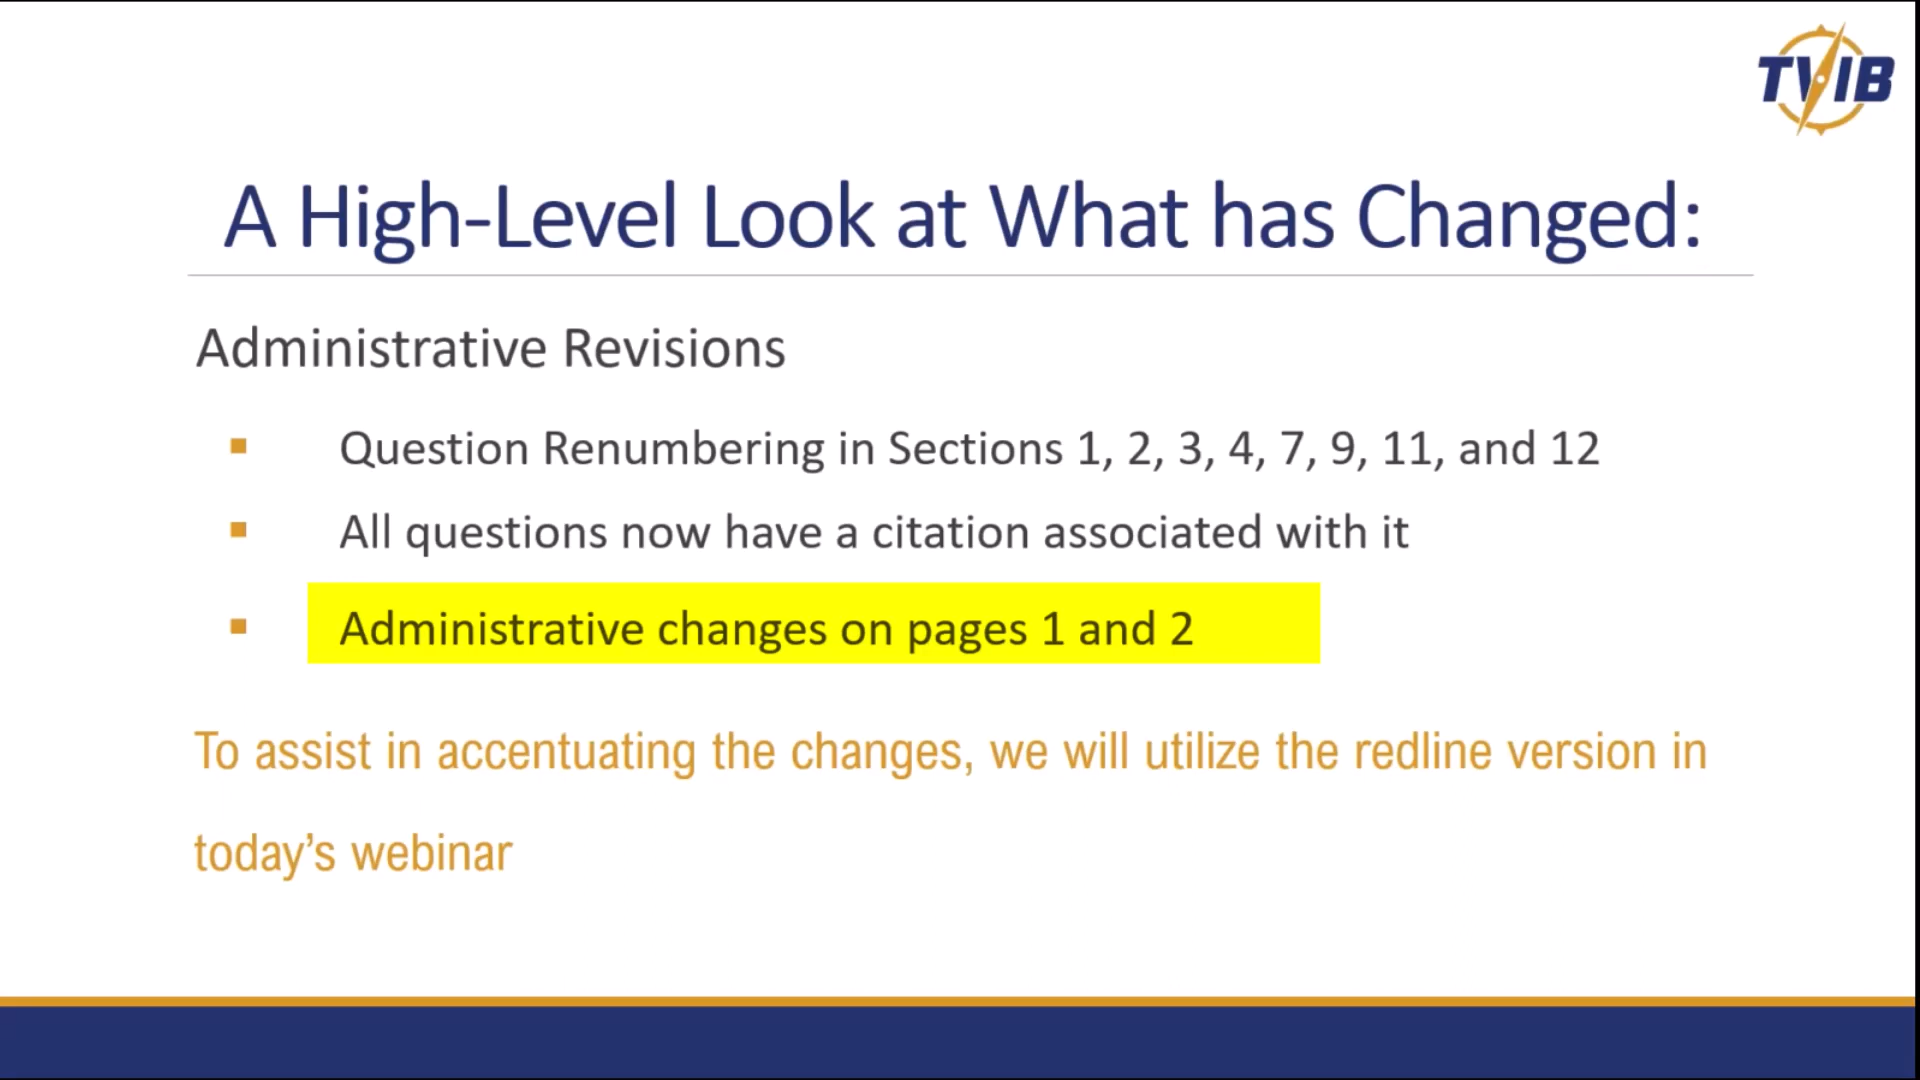 TVIB
A High-Level Look at What has Changed:
Administrative Revisions
Question Renumbering in Sections 1, 2, 3, 4, 7, 9, 11, and 12
All questions now have a citation associated with it
Administrative changes on pages 1 and 2
To assist in accentuating the changes, we will utilize the redline version in
today’s webinar